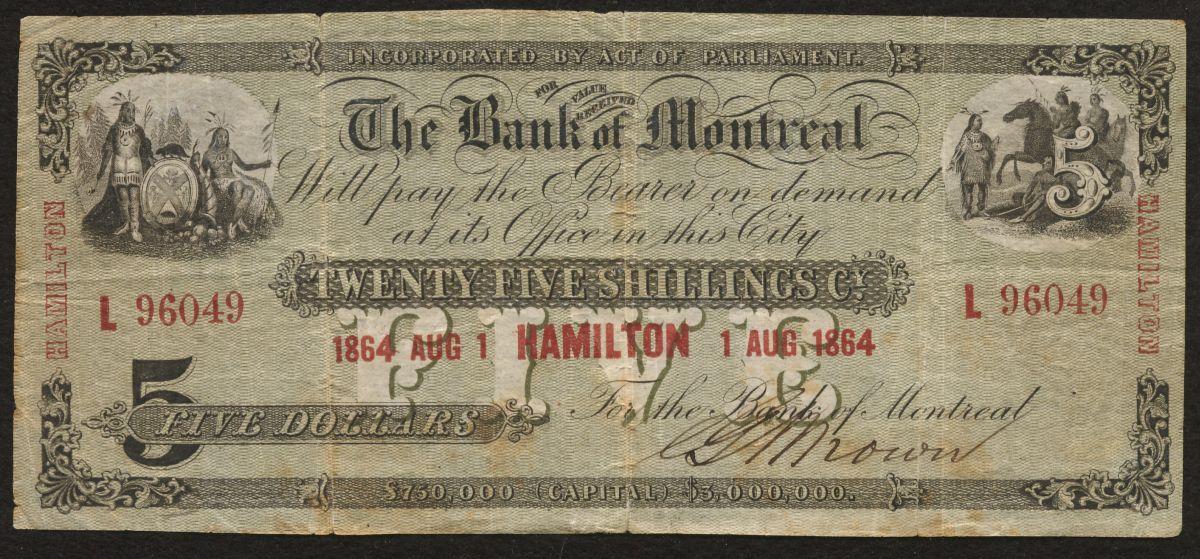 INCORPORATED BY ACT OF PARLIAMENT.
FOR VALUE RECEIVED
The Bank of Montreal
Will pay the Bearer on demand
at its Office in this City
TWENTY FIVE SHILLINGS CY.
HAMILTON
HAMILTON
5
L 96049
L 96049
FIVE
1864 AUG 1 HAMILTON 1 AUG 1864
For the Bank of Montreal
5
FIVE DOLLARS
Brown
$750,000 (CAPITAL) $3,000,000.